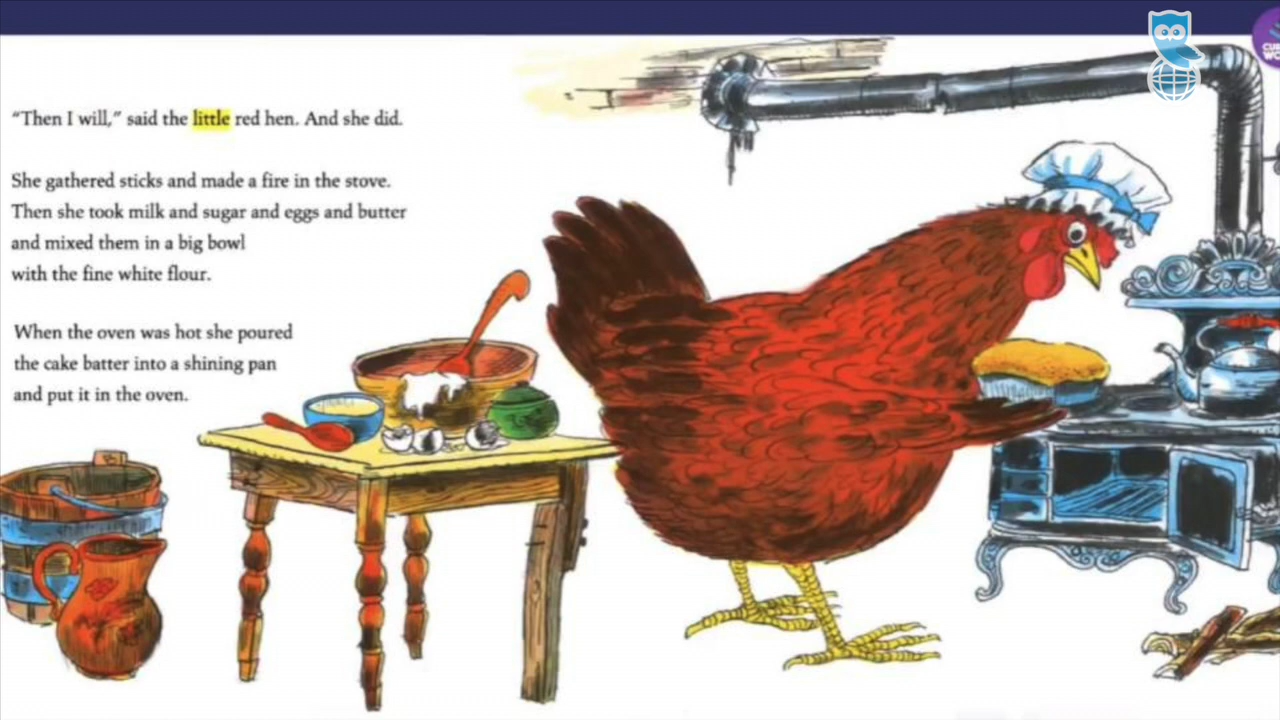 “Then I will,” said the little red hen. And she did.
She gathered sticks and made a fire in the stove.
Then she took milk and sugar and eggs and butter
and mixed them in a big bowl
with the fine white flour.
When the oven was hot she poured
the cake batter into a shining pan
and put it in the oven.